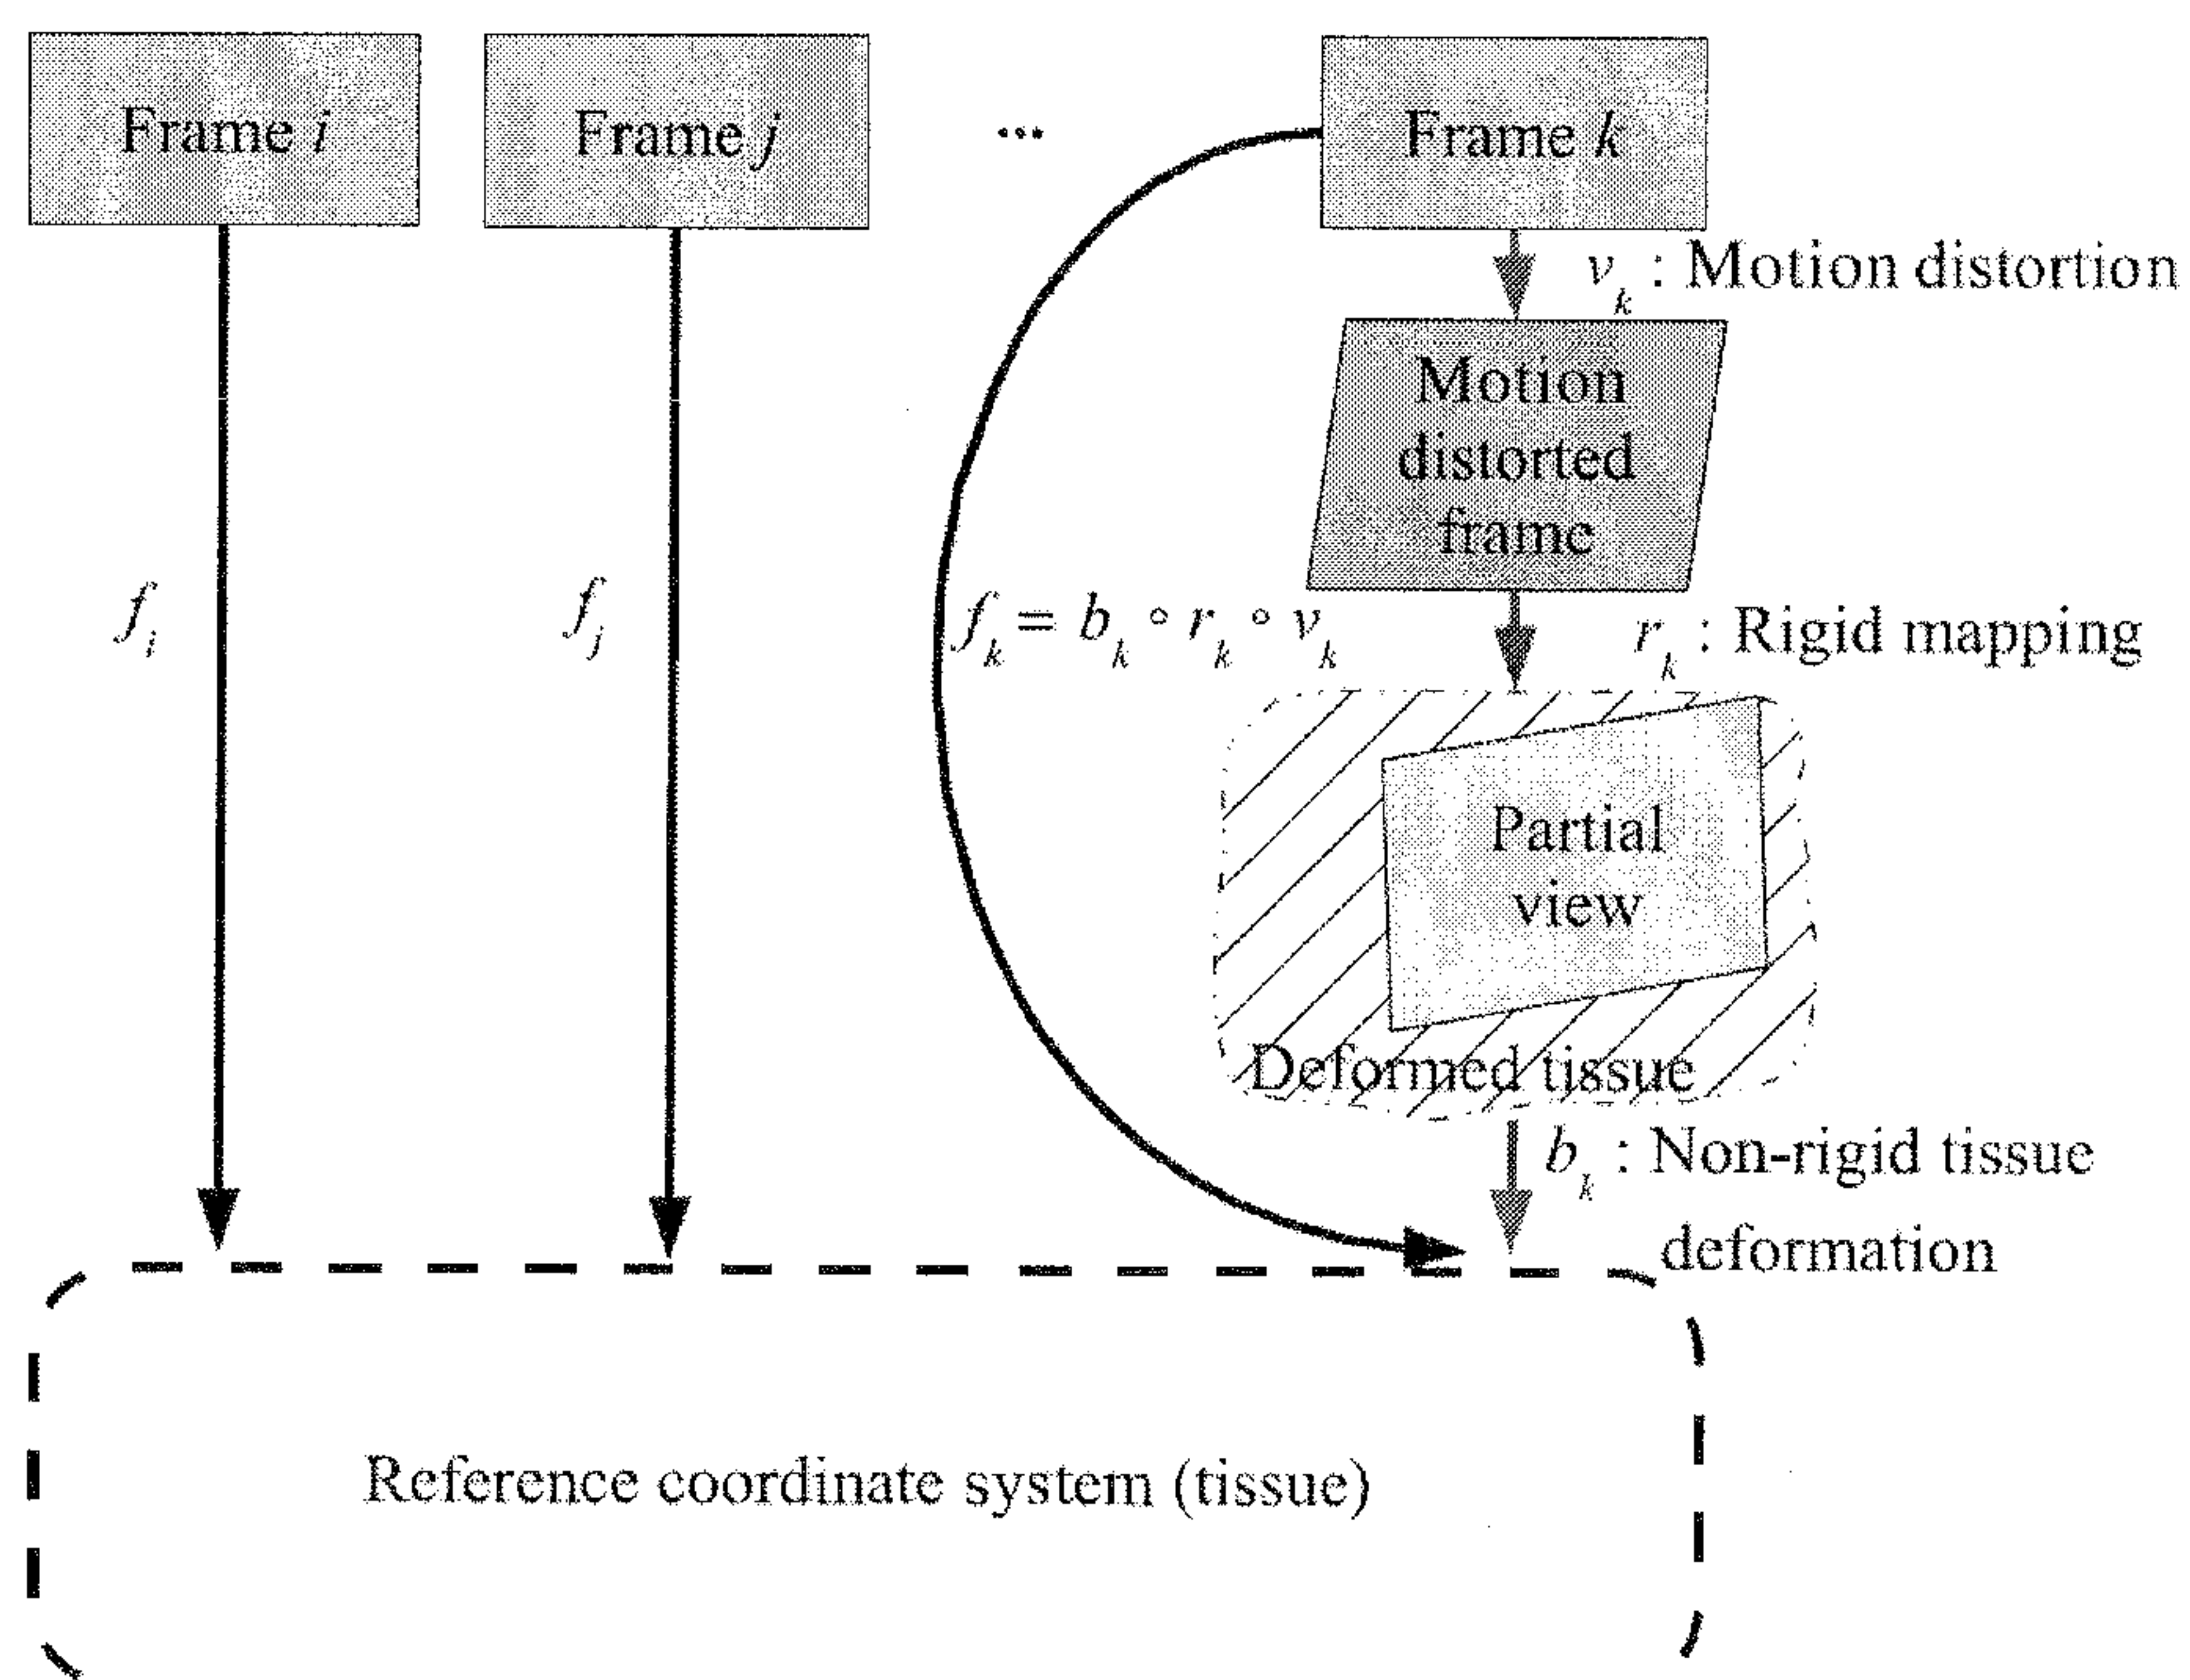 Frame i
Frame j
...
Frame k
v_k : Motion distortion
Motion
distorted
frame
f_i
f_j
f_k = b_k ∘ r_k ∘ v_k
r_k : Rigid mapping
Partial
view
Deformed tissue
b_k : Non-rigid tissue
deformation
Reference coordinate system (tissue)